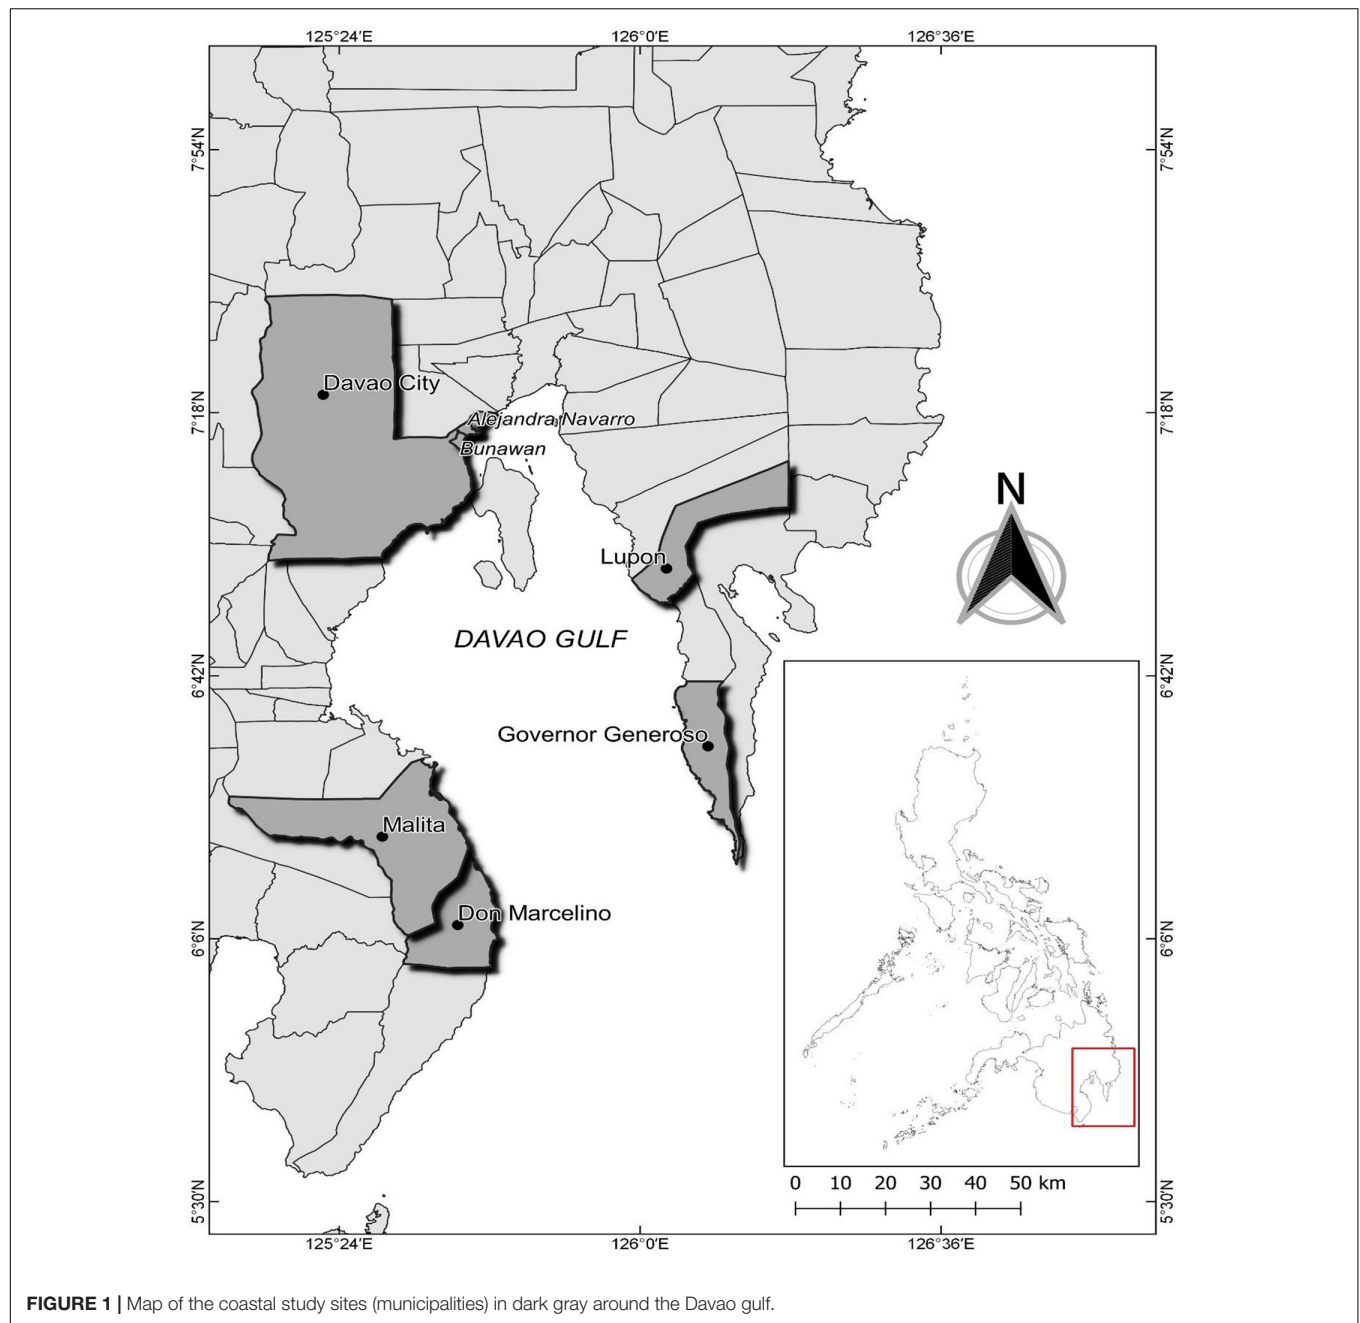 125°24'E 126°0'E 126°36'E
7°54'N 7°54'N
Davao City
7°18'N 7°18'N
Alejandra Navarro
Bunawan
N
Lupon
DAVAO GULF
6°42'N 6°42'N
Governor Generoso
Malita
Don Marcelino
6°6'N 6°6'N
0 10 20 30 40 50 km
5°30'N 5°30'N
125°24'E 126°0'E 126°36'E
FIGURE 1 | Map of the coastal study sites (municipalities) in dark gray around the Davao gulf.